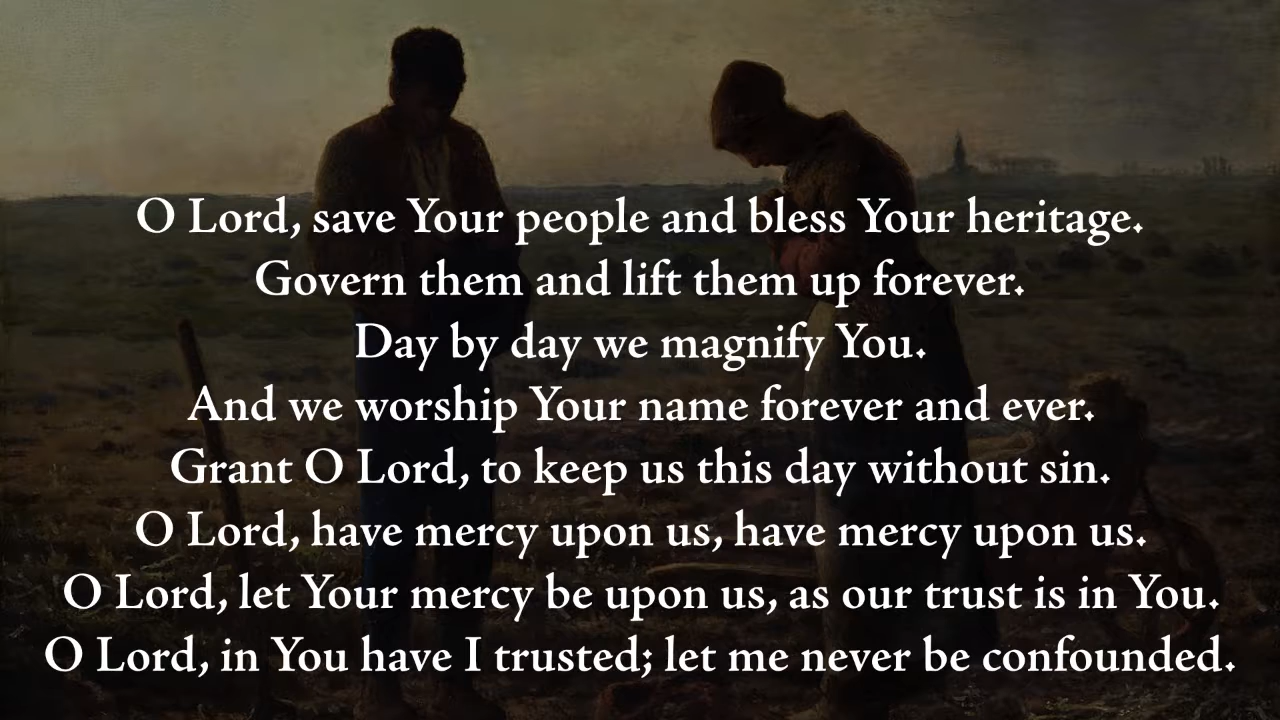 O Lord, save Your people and bless Your heritage.
Govern them and lift them up forever.
Day by day we magnify You.
And we worship Your name forever and ever.
Grant O Lord, to keep us this day without sin.
O Lord, have mercy upon us, have mercy upon us.
O Lord, let Your mercy be upon us, as our trust is in You.
O Lord, in You have I trusted; let me never be confounded.